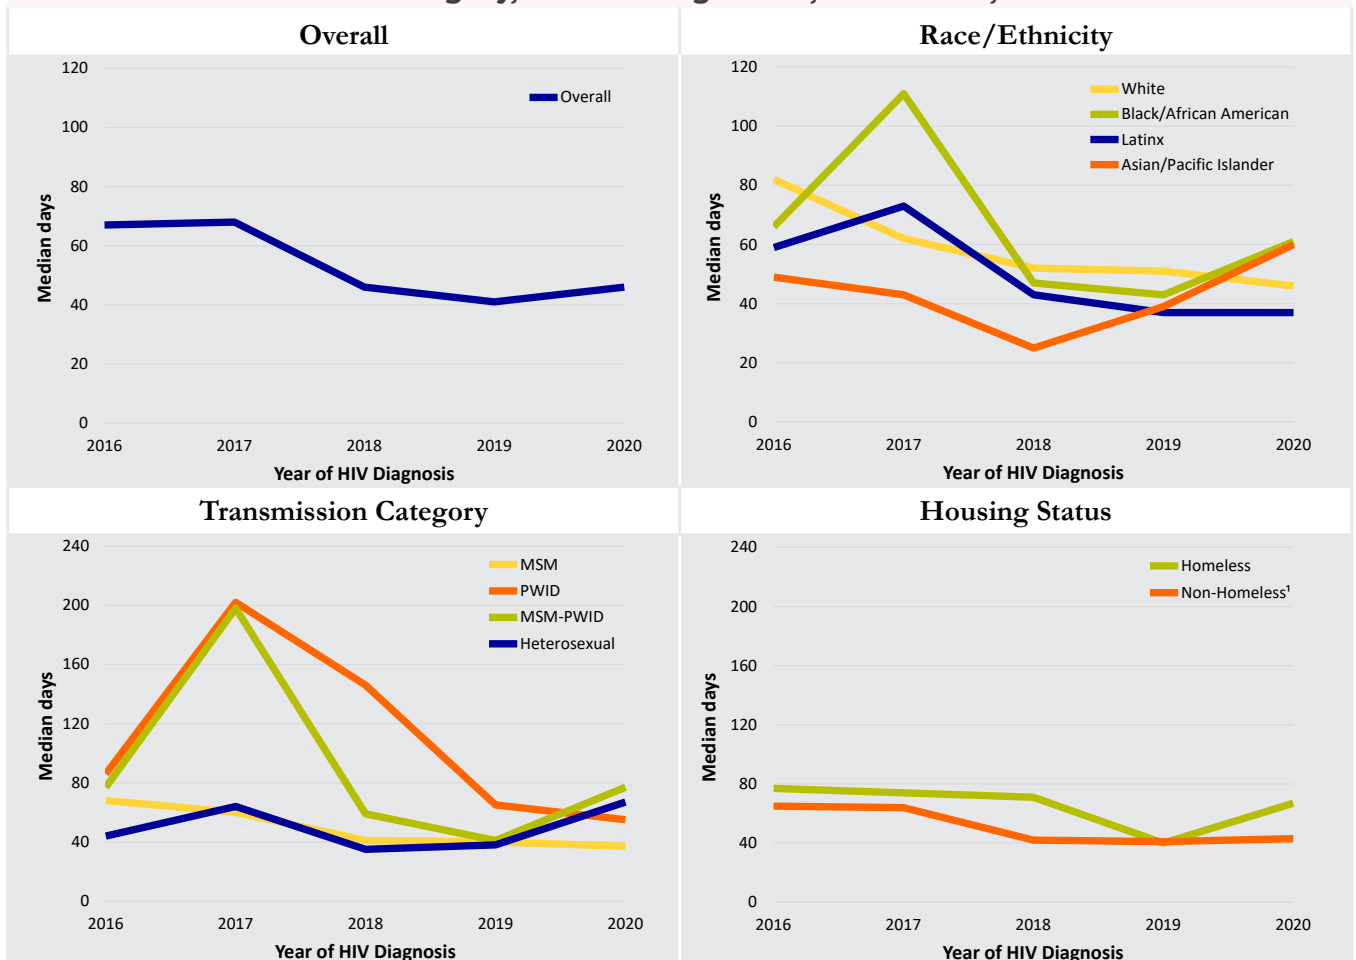 Overall
120
100
80
60
40
20
0
Median days
2016 2017 2018 2019 2020
Year of HIV Diagnosis
Overall
Race/Ethnicity
120
100
80
60
40
20
0
Median days
2016 2017 2018 2019 2020
Year of HIV Diagnosis
White
Black/African American
Latinx
Asian/Pacific Islander
Transmission Category
240
200
160
120
80
40
0
Median days
2016 2017 2018 2019 2020
Year of HIV Diagnosis
MSM
PWID
MSM-PWID
Heterosexual
Housing Status
240
200
160
120
80
40
0
Median days
2016 2017 2018 2019 2020
Year of HIV Diagnosis
Homeless
Non-Homeless¹